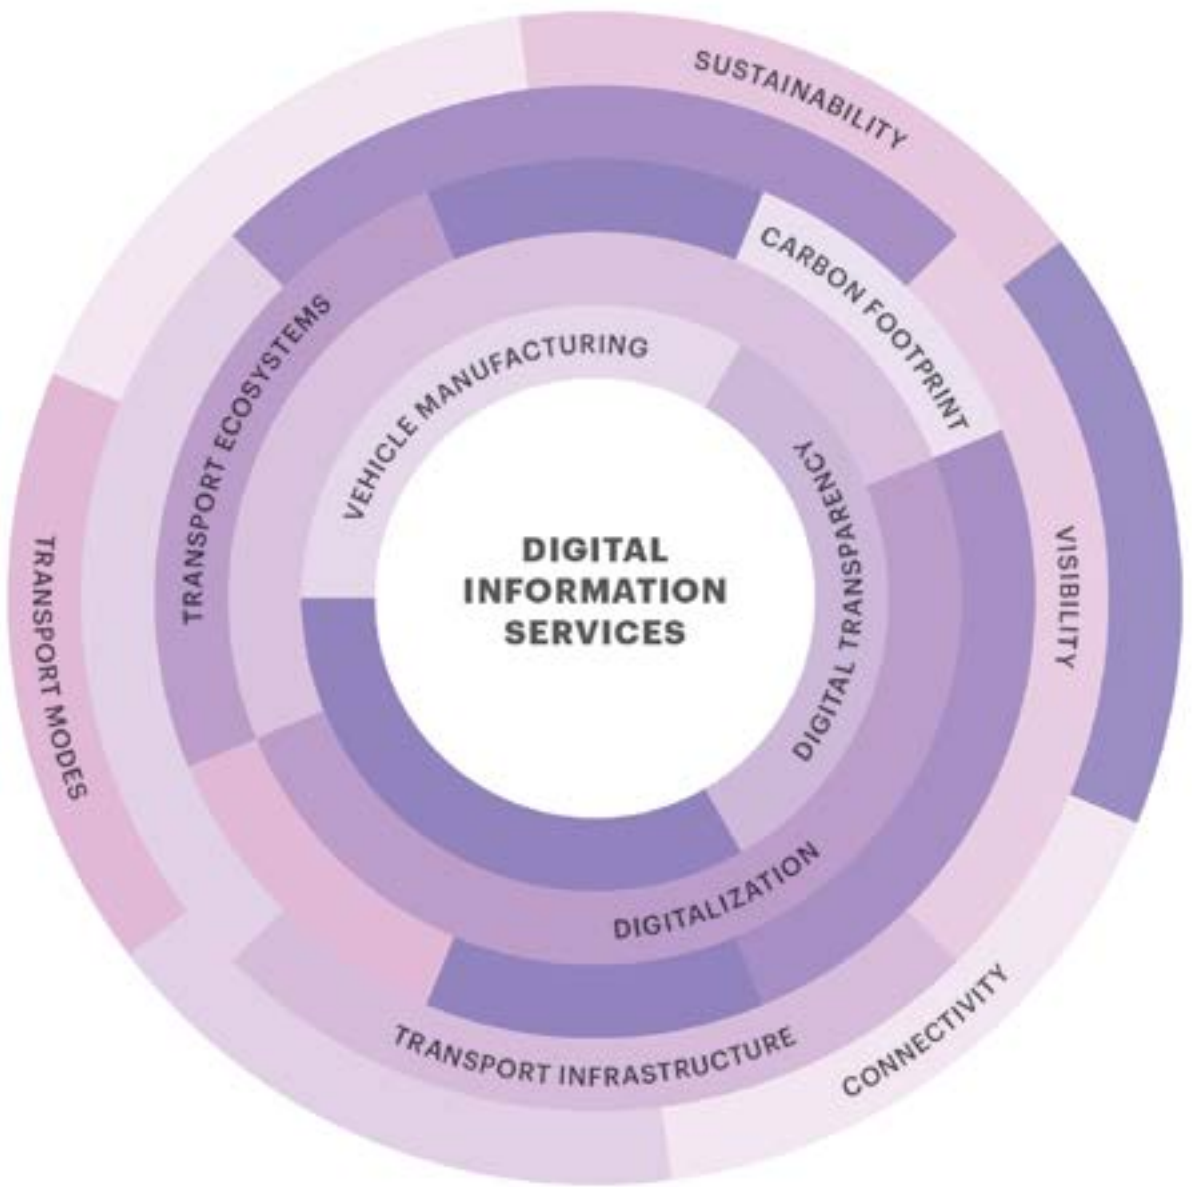 SUSTAINABILITY
CARBON FOOTPRINT
TRANSPORT ECOSYSTEMS
VEHICLE MANUFACTURING
DIGITAL TRANSPARENCY
VISIBILITY
TRANSPORT MODES
DIGITAL
INFORMATION
SERVICES
DIGITALIZATION
TRANSPORT INFRASTRUCTURE
CONNECTIVITY